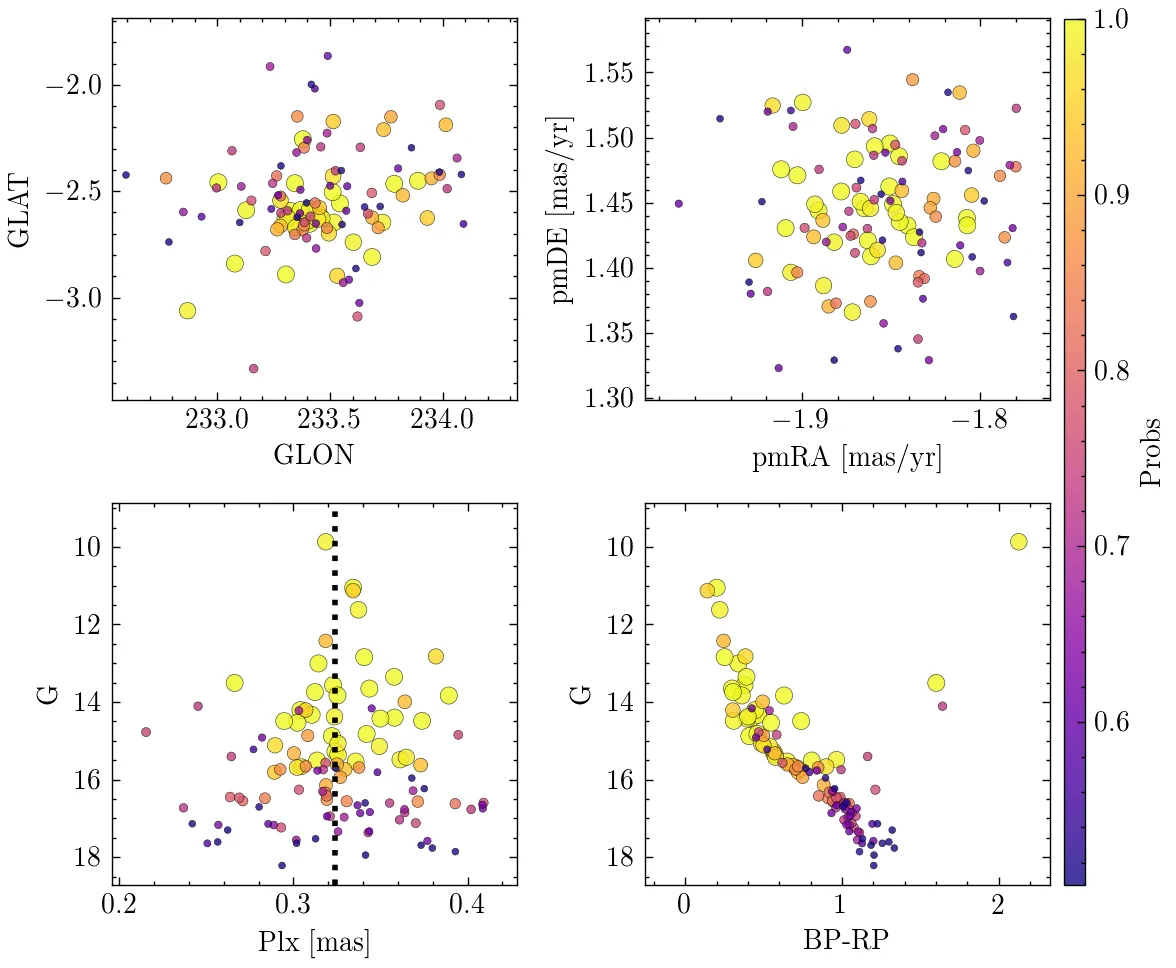 −2.0
−2.5
−3.0
GLAT
233.0 233.5 234.0
GLON
1.55
1.50
1.45
1.40
1.35
1.30
pmDE [mas/yr]
−1.9 −1.8
pmRA [mas/yr]
10
12
14
16
18
G
0.2 0.3 0.4
Plx [mas]
10
12
14
16
18
G
0 1 2
BP-RP
1.0
0.9
0.8
0.7
0.6
Probs